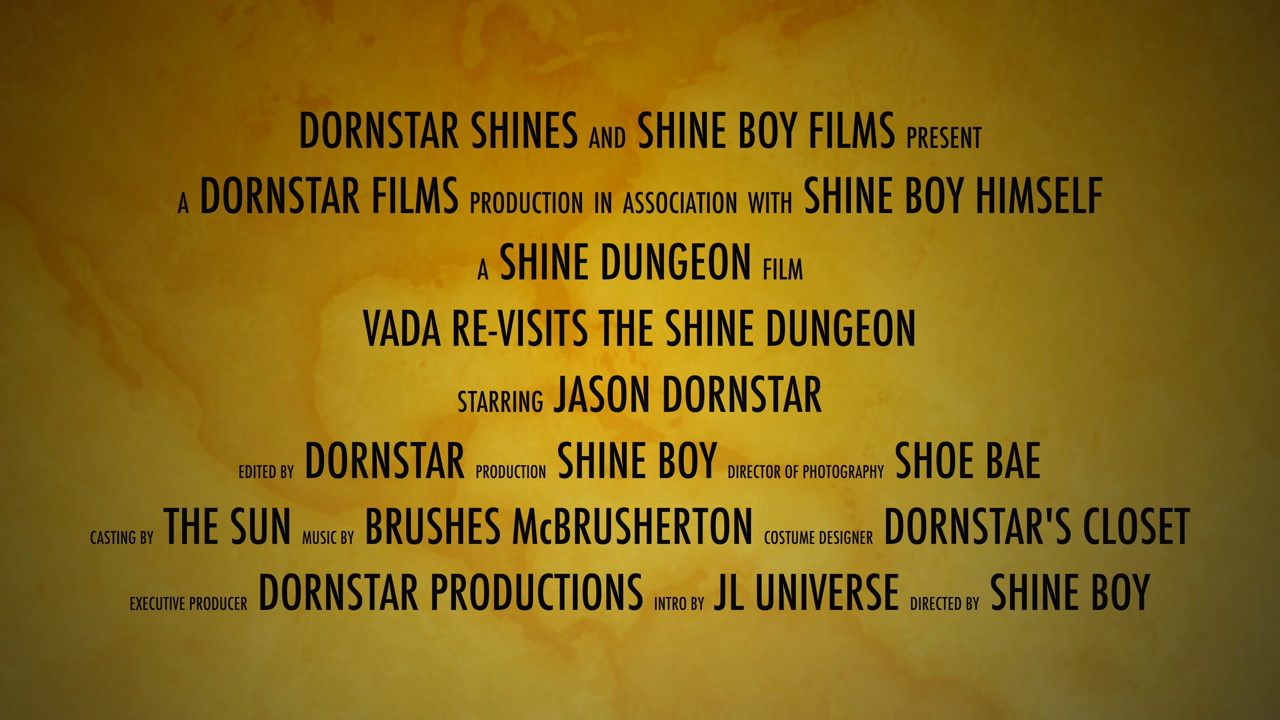 DORNSTAR SHINES AND SHINE BOY FILMS PRESENT
A DORNSTAR FILMS PRODUCTION IN ASSOCIATION WITH SHINE BOY HIMSELF
A SHINE DUNGEON FILM
VADA RE-VISITS THE SHINE DUNGEON
STARRING JASON DORNSTAR
EDITED BY DORNSTAR PRODUCTION SHINE BOY DIRECTOR OF PHOTOGRAPHY SHOE BAE
CASTING BY THE SUN MUSIC BY BRUSHES McBRUSHERTON COSTUME DESIGNER DORNSTAR'S CLOSET
EXECUTIVE PRODUCER DORNSTAR PRODUCTIONS INTRO BY JL UNIVERSE DIRECTED BY SHINE BOY